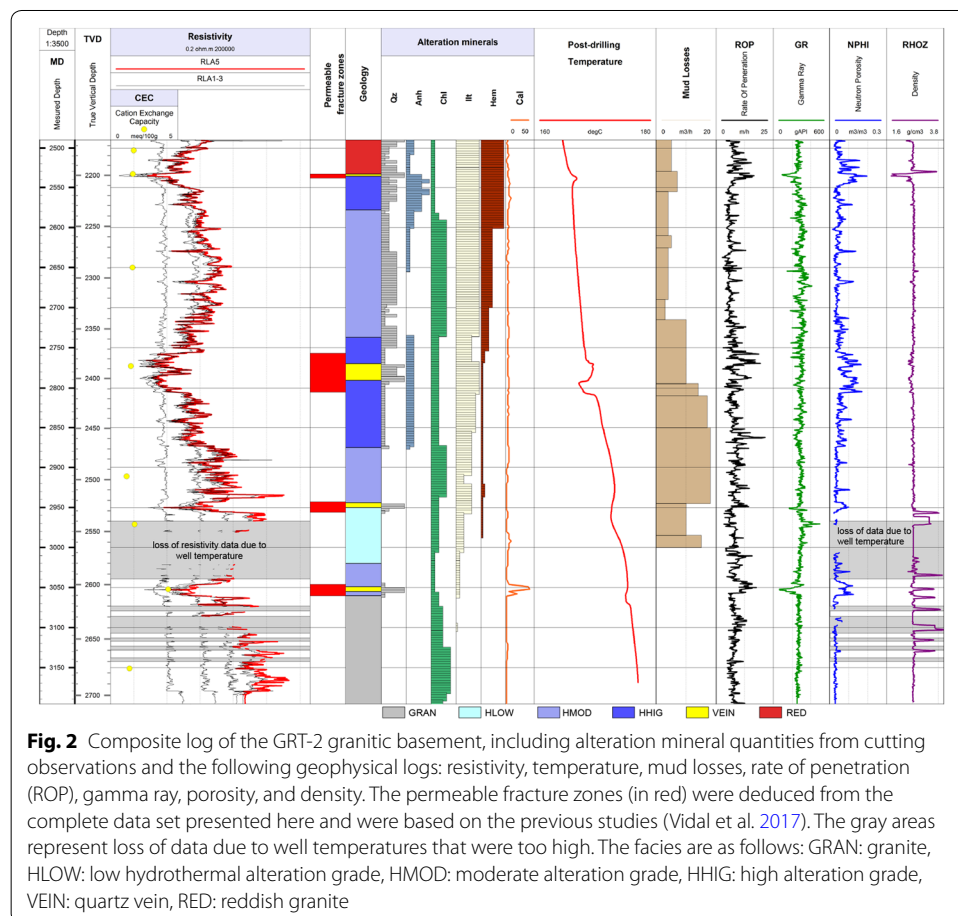 Depth
1:3500
MD
Mesured Depth
TVD
True Vertical Depth
Resistivity
0.2 ohm.m 200000
RLA5
RLA1-3
CEC
Cation Exchange
Capacity
0 meq/100g 5
Permeable
fracture zones
Geology
Alteration minerals
Qz
Anh
Chl
Ilt
Hem
Cal
0 50
Post-drilling
Temperature
160 degC 180
Mud Losses
0 m3/h 20
ROP
Rate Of Peneration
0 m/h 25
GR
Gamma Ray
0 gAPI 600
NPHI
Neutron Porosity
0 m3/m3 0.3
RHOZ
Density
1.6 g/cm3 3.8
2500
2550
2600
2650
2700
2750
2800
2850
2900
2950
3000
3050
3100
3150
2200
2250
2300
2350
2400
2450
2500
2550
2600
2650
2700
loss of resistivity data due to
well temperature
loss of data due to
well temperature
GRAN HLOW HMOD HHIG VEIN RED
Fig. 2 Composite log of the GRT-2 granitic basement, including alteration mineral quantities from cutting
observations and the following geophysical logs: resistivity, temperature, mud losses, rate of penetration
(ROP), gamma ray, porosity, and density. The permeable fracture zones (in red) were deduced from the
complete data set presented here and were based on the previous studies (Vidal et al. 2017). The gray areas
represent loss of data due to well temperatures that were too high. The facies are as follows: GRAN: granite,
HLOW: low hydrothermal alteration grade, HMOD: moderate alteration grade, HHIG: high alteration grade,
VEIN: quartz vein, RED: reddish granite